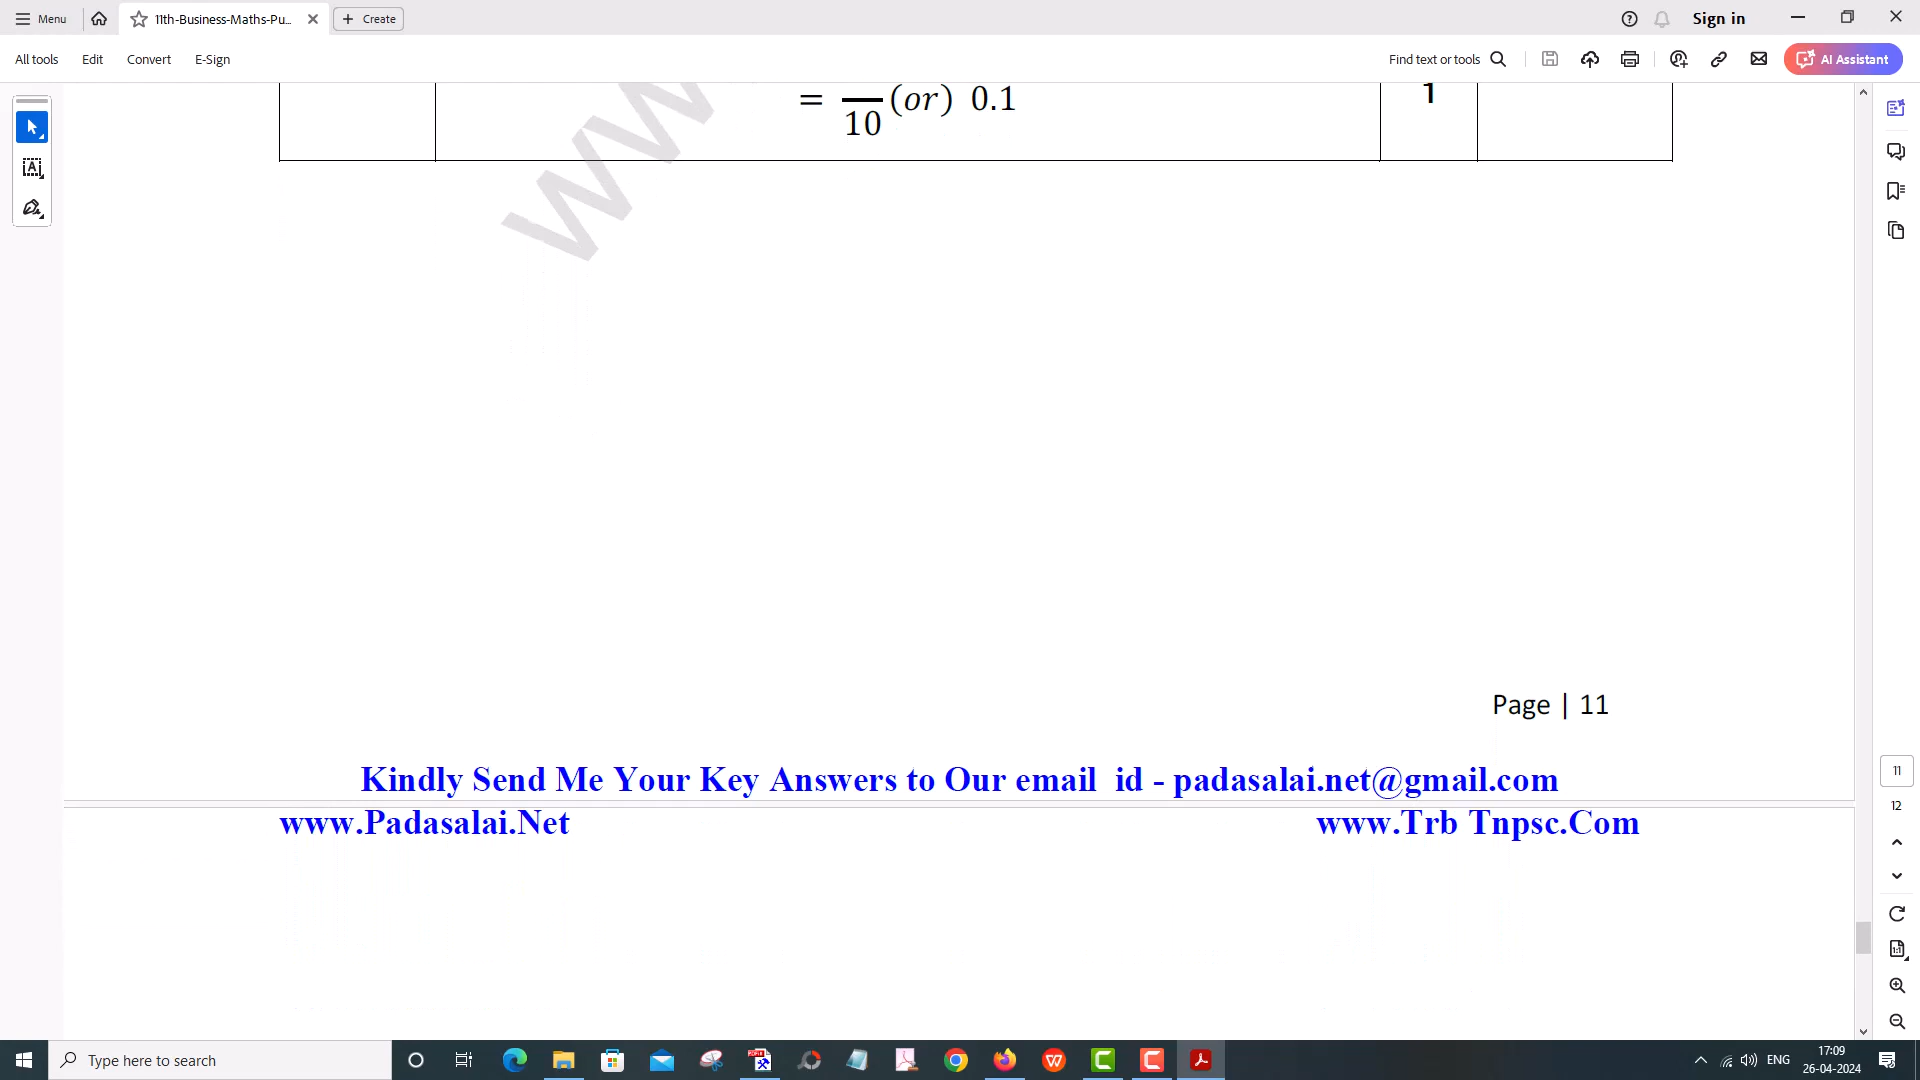 Menu
11th-Business-Maths-Pu...
Create
Sign in
All tools
Edit
Convert
E-Sign
Find text or tools
AI Assistant
= /10 (or) 0.1
1
ww
Page | 11
Kindly Send Me Your Key Answers to Our email id - padasalai.net@gmail.com
www.Padasalai.Net
www.Trb Tnpsc.Com
11
12
Type here to search
ENG
17:09
26-04-2024